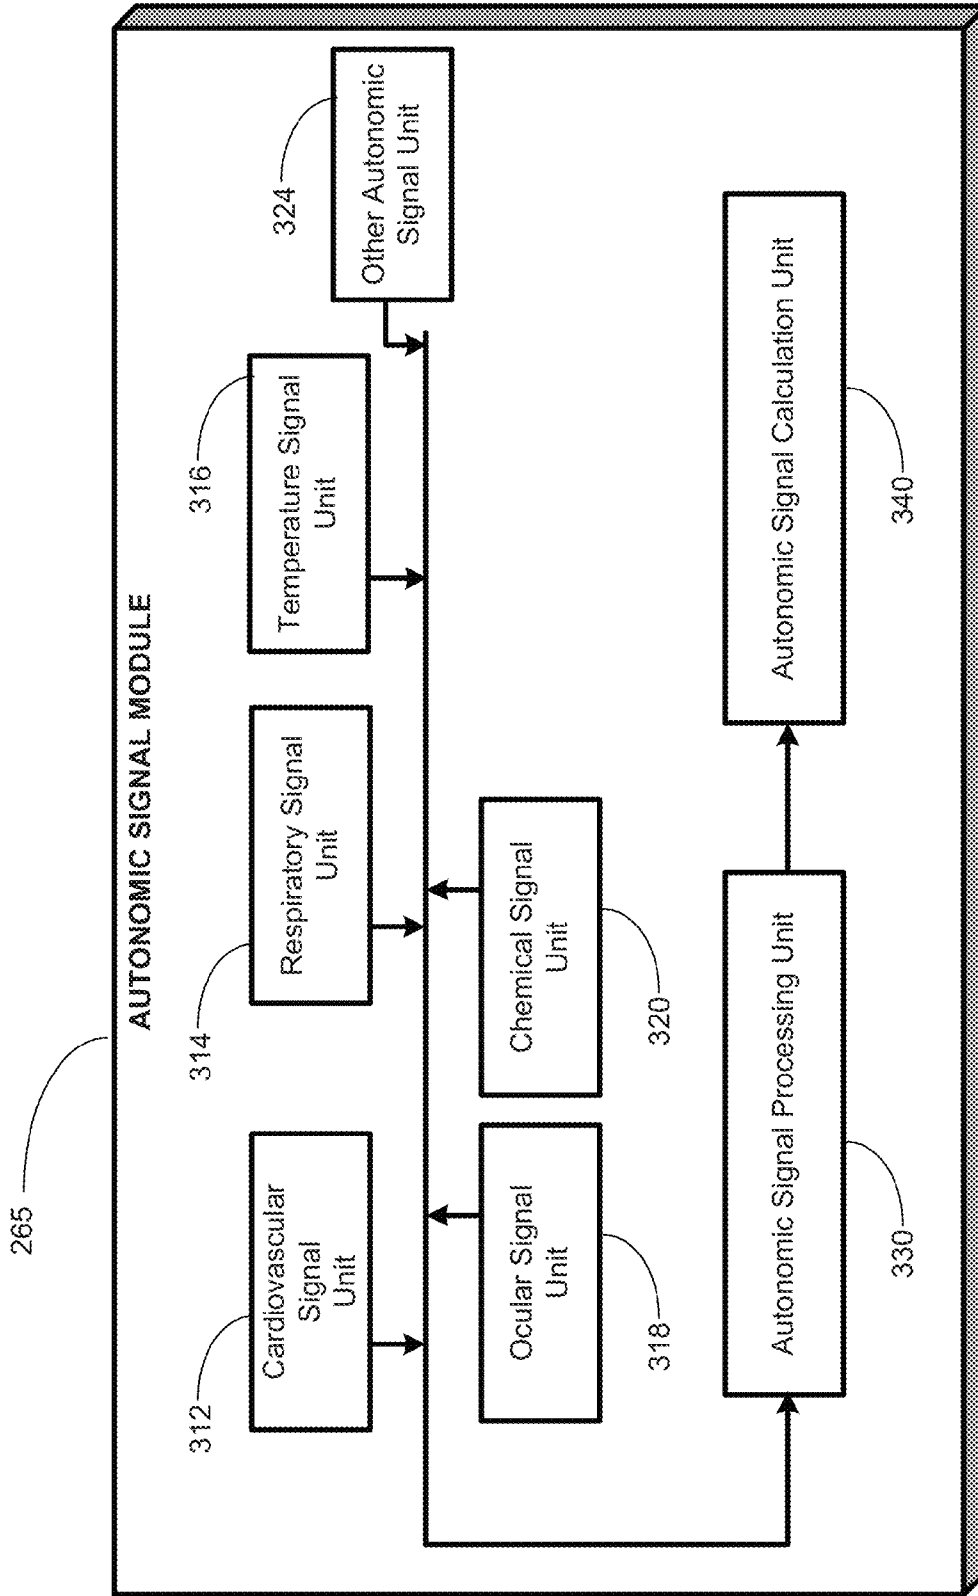 265
AUTONOMIC SIGNAL MODULE
312
Cardiovascular
Signal
Unit
314
Respiratory Signal
Unit
316
Temperature Signal
Unit
324
Other Autonomic
Signal Unit
Ocular Signal
Unit
318
Chemical Signal
Unit
320
Autonomic Signal Processing Unit
330
Autonomic Signal Calculation Unit
340